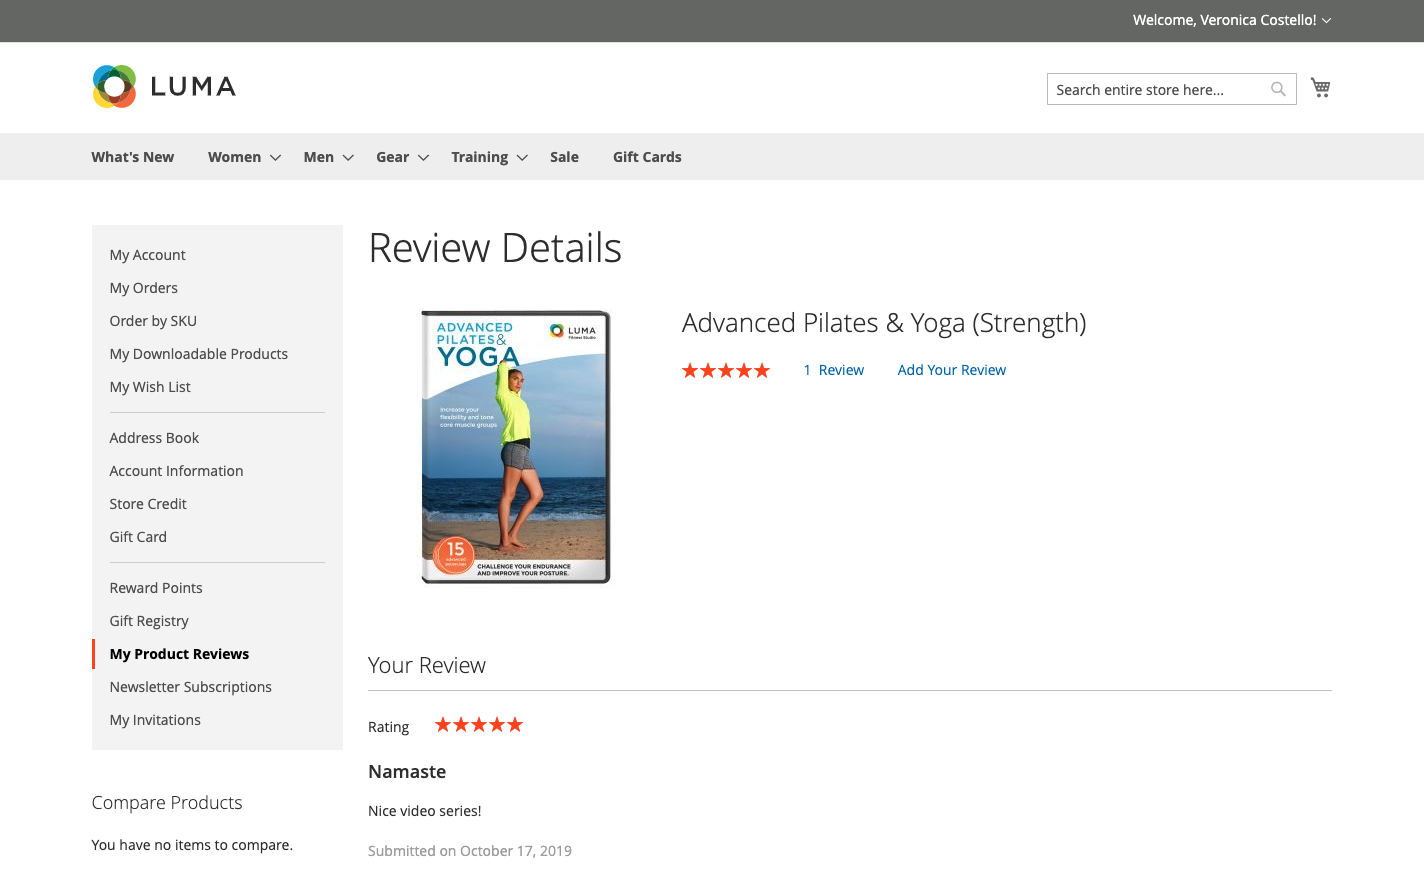 Welcome, Veronica Costello!
LUMA
Search entire store here...
What's New Women Men Gear Training Sale Gift Cards
My Account
My Orders
Order by SKU
My Downloadable Products
My Wish List
Address Book
Account Information
Store Credit
Gift Card
Reward Points
Gift Registry
My Product Reviews
Newsletter Subscriptions
My Invitations
Compare Products
You have no items to compare.
Review Details
ADVANCED
PILATES&
YOGA
LUMA
Fitness Studio
Increase your
flexibility and tone
core muscle groups
15
CHALLENGE YOUR ENDURANCE
AND IMPROVE YOUR POSTURE.
Advanced Pilates & Yoga (Strength)
1 Review Add Your Review
Your Review
Rating
Namaste
Nice video series!
Submitted on October 17, 2019